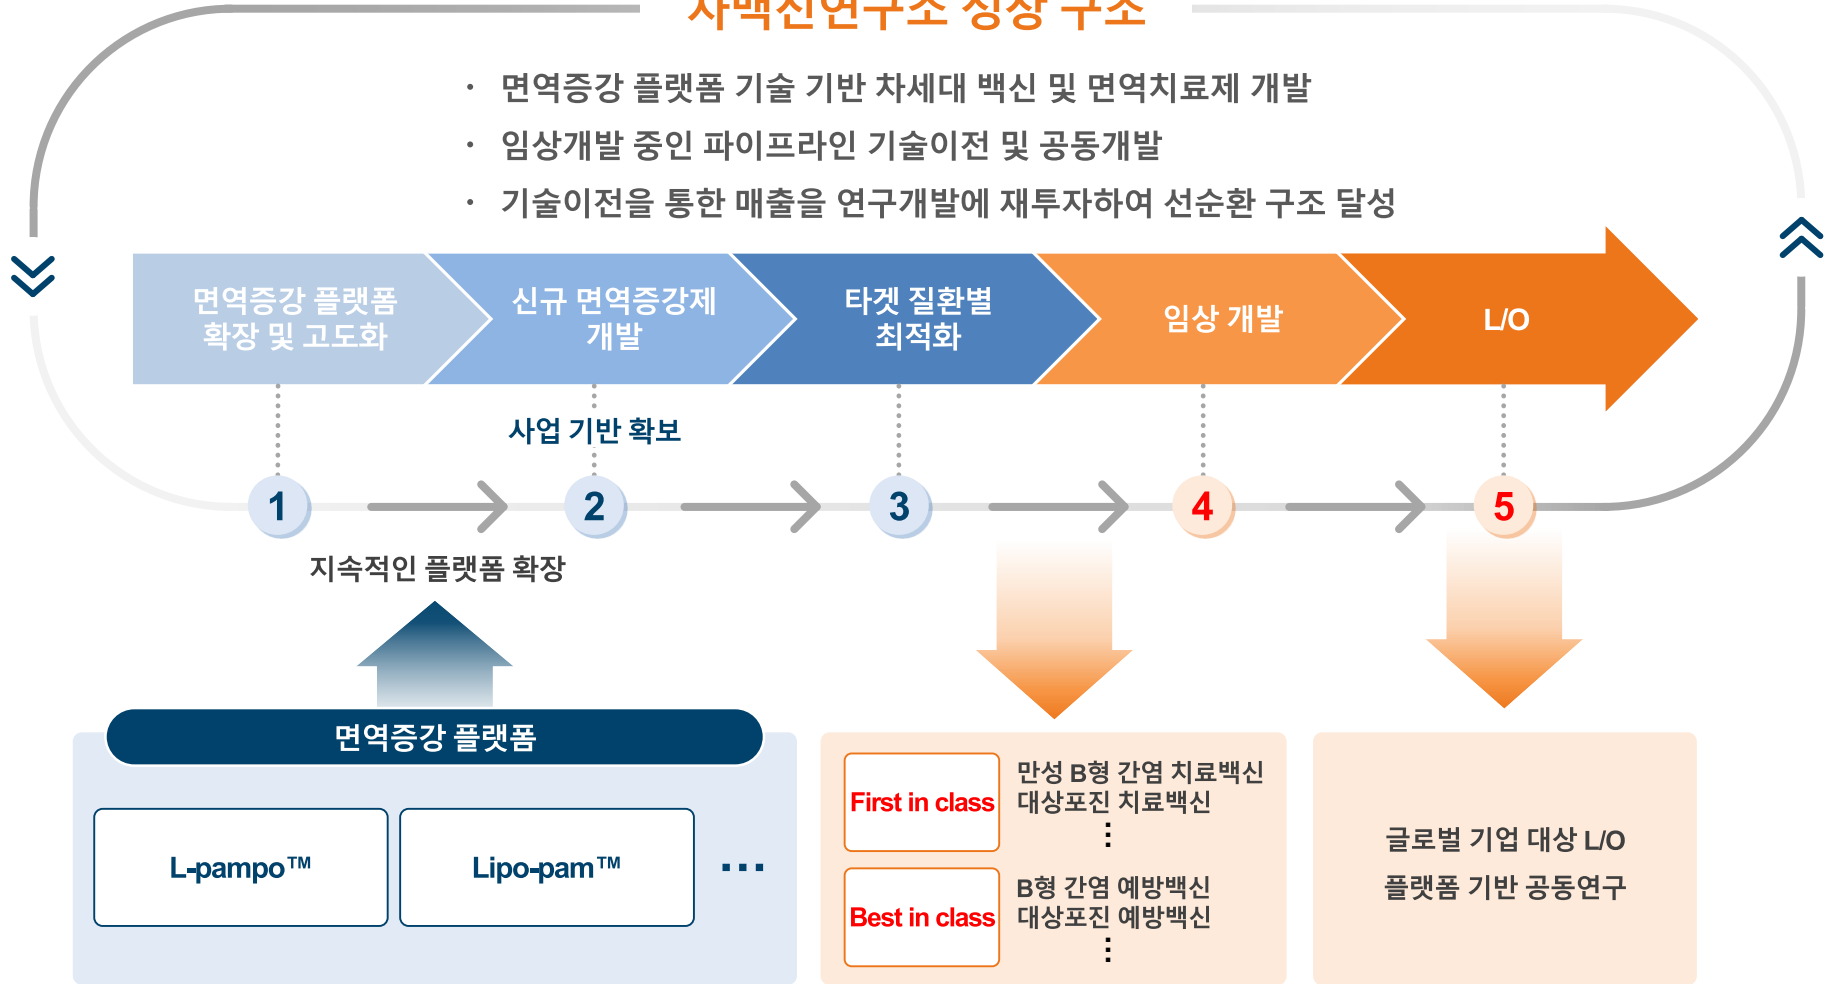 차백신연구소 성장 구조
· 면역증강 플랫폼 기술 기반 차세대 백신 및 면역치료제 개발
· 임상개발 중인 파이프라인 기술이전 및 공동개발
· 기술이전을 통한 매출을 연구개발에 재투자하여 선순환 구조 달성
면역증강 플랫폼
확장 및 고도화
신규 면역증강제
개발
타겟 질환별
최적화
임상 개발
L/O
사업 기반 확보
1
2
3
4
5
지속적인 플랫폼 확장
면역증강 플랫폼
L-pampo™
Lipo-pam™
...
First in class
만성 B형 간염 치료백신
대상포진 치료백신
⋮
Best in class
B형 간염 예방백신
대상포진 예방백신
⋮
글로벌 기업 대상 L/O
플랫폼 기반 공동연구